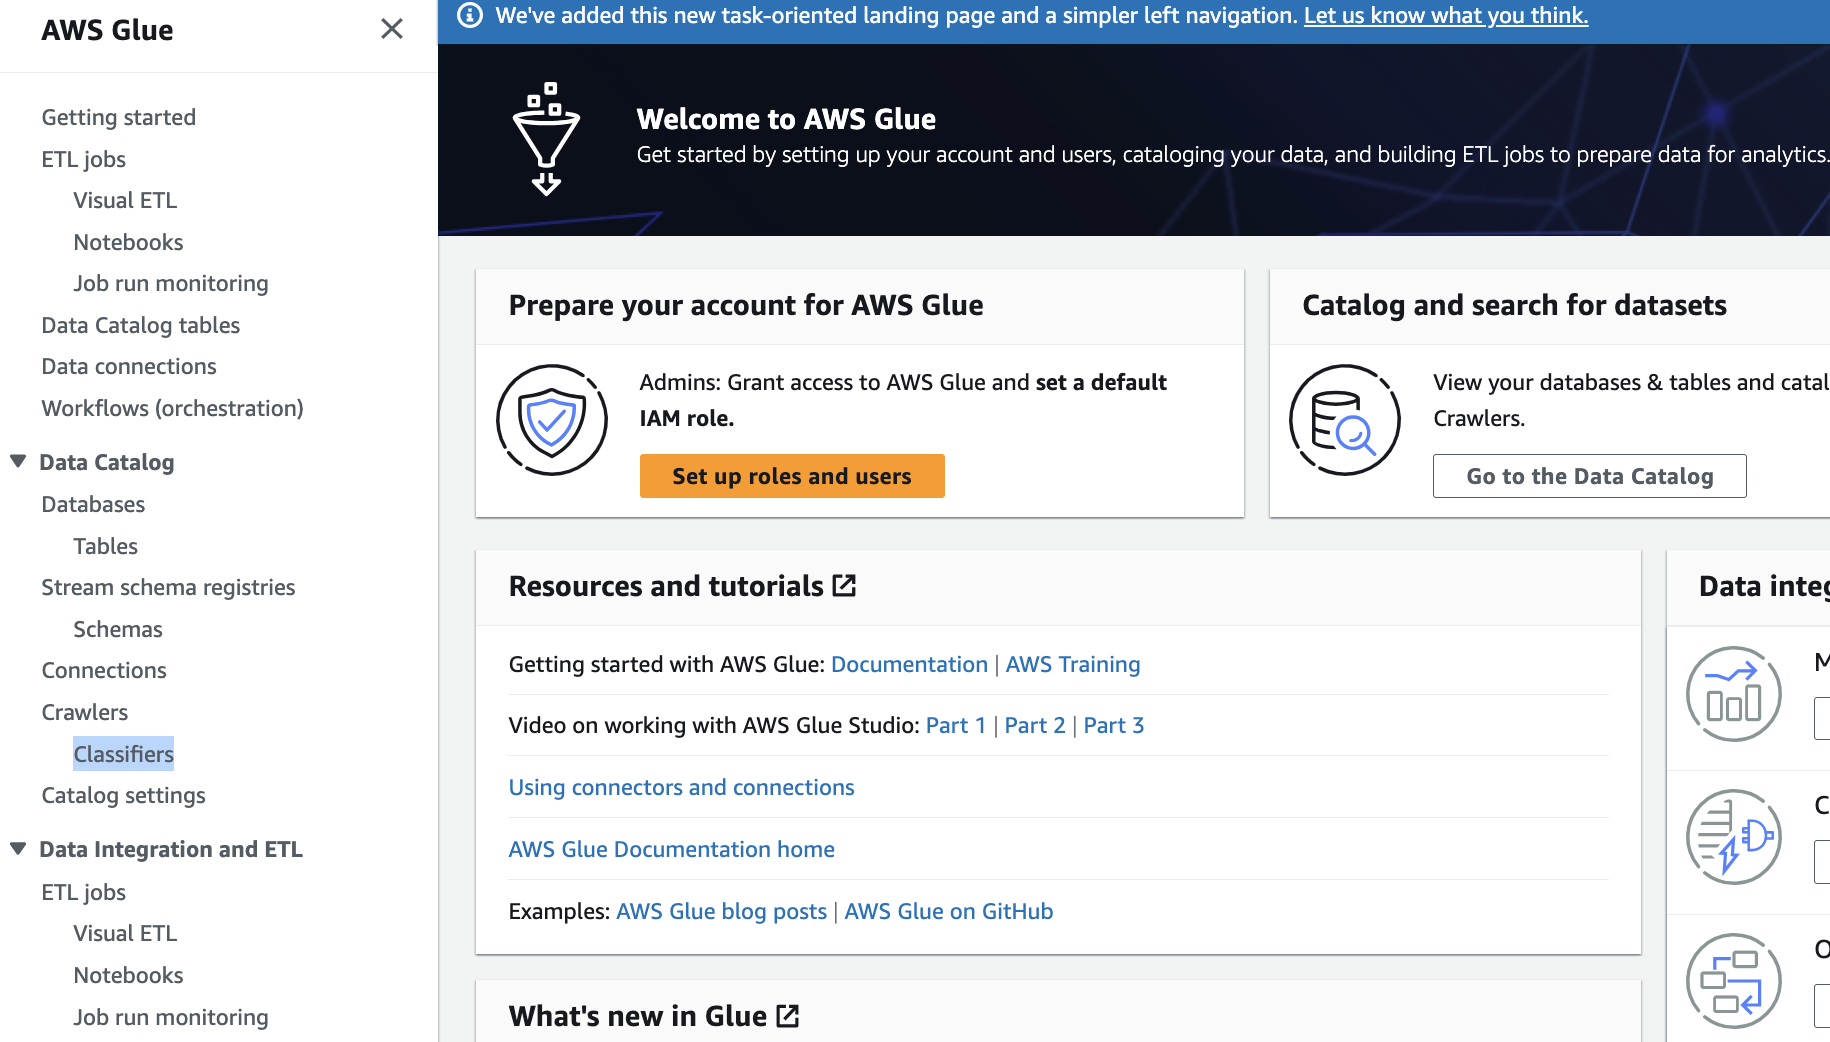 AWS Glue
Getting started
ETL jobs
Visual ETL
Notebooks
Job run monitoring
Data Catalog tables
Data connections
Workflows (orchestration)
Data Catalog
Databases
Tables
Stream schema registries
Schemas
Connections
Crawlers
Classifiers
Catalog settings
Data Integration and ETL
ETL jobs
Visual ETL
Notebooks
Job run monitoring
We've added this new task-oriented landing page and a simpler left navigation. Let us know what you think.
Welcome to AWS Glue
Get started by setting up your account and users, cataloging your data, and building ETL jobs to prepare data for analytics.
Prepare your account for AWS Glue
Admins: Grant access to AWS Glue and set a default
IAM role.
Set up roles and users
Catalog and search for datasets
View your databases & tables and catal
Crawlers.
Go to the Data Catalog
Resources and tutorials
Getting started with AWS Glue: Documentation | AWS Training
Video on working with AWS Glue Studio: Part 1 | Part 2 | Part 3
Using connectors and connections
AWS Glue Documentation home
Examples: AWS Glue blog posts | AWS Glue on GitHub
What's new in Glue
Data integ
M
C
O